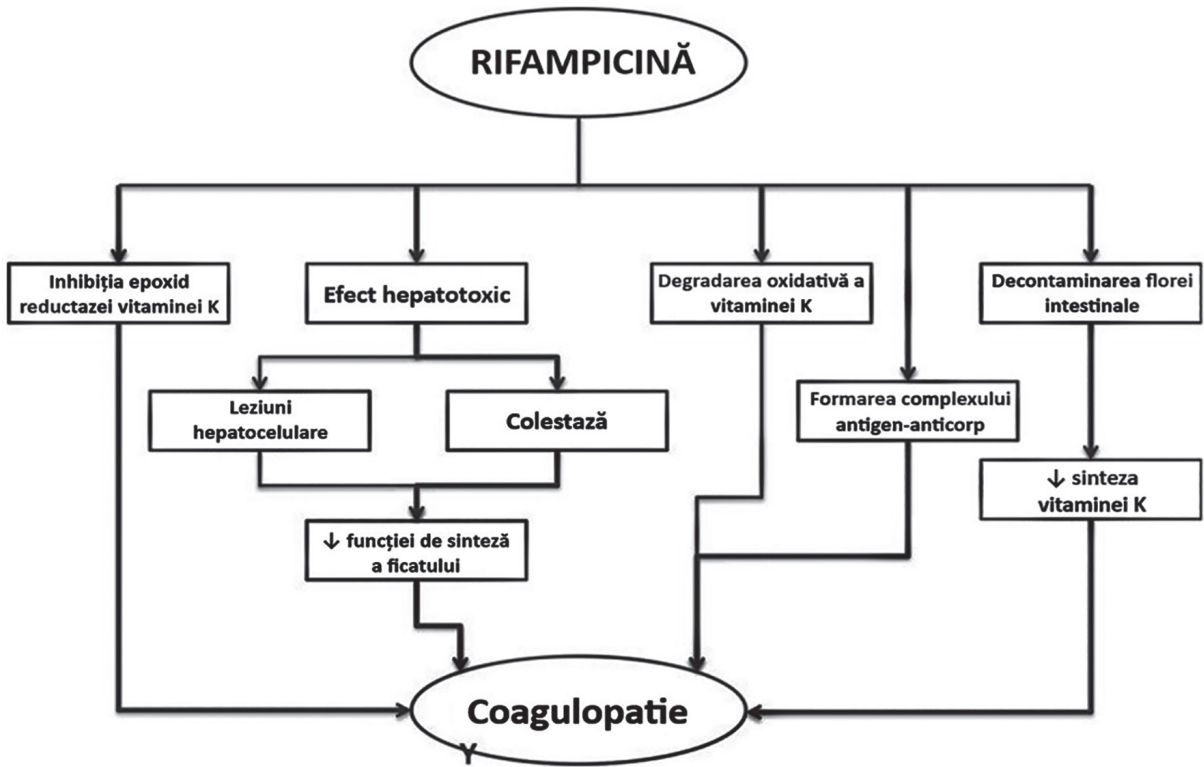 RIFAMPICINĂ
Inhibiția epoxid
reductazei vitaminei K
Efect hepatotoxic
Degradarea oxidativă a
vitaminei K
Decontaminarea florei
intestinale
Leziuni
hepatocelulare
Colestază
Formarea complexului
antigen-anticorp
↓ sinteza
vitaminei K
↓ funcției de sinteză
a ficatului
Coagulopatie
Y